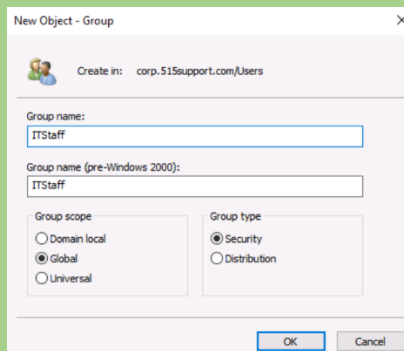 New Object - Group
Create in: corp.515support.com/Users
Group name:
ITStaff
Group name (pre-Windows 2000):
ITStaff
Group scope
Domain local
Global
Universal
Group type
Security
Distribution
OK
Cancel